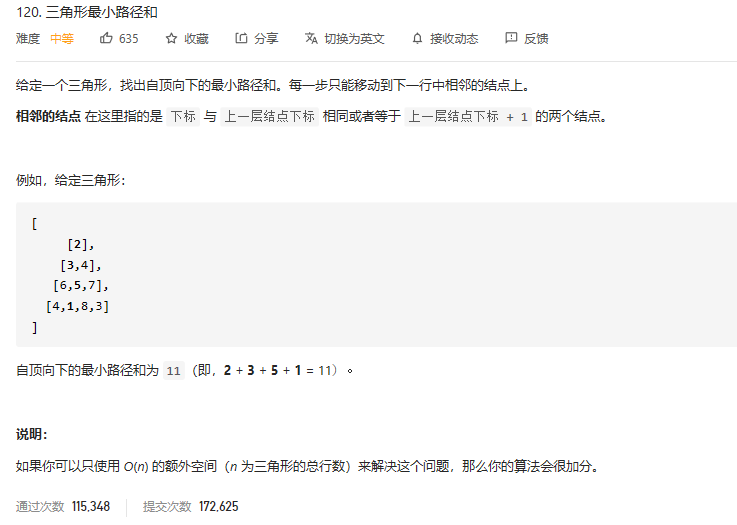 120. 三角形最小路径和
难度 中等 635 收藏 分享 切换为英文 接收动态 反馈
给定一个三角形，找出自顶向下的最小路径和。每一步只能移动到下一行中相邻的结点上。
相邻的结点 在这里指的是 下标 与 上一层结点下标 相同或者等于 上一层结点下标 + 1 的两个结点。
例如，给定三角形：
[
[2],
[3,4],
[6,5,7],
[4,1,8,3]
]
自顶向下的最小路径和为 11（即，2 + 3 + 5 + 1 = 11）。
说明：
如果你可以只使用 O(n) 的额外空间（n 为三角形的总行数）来解决这个问题，那么你的算法会很加分。
通过次数 115,348 提交次数 172,625